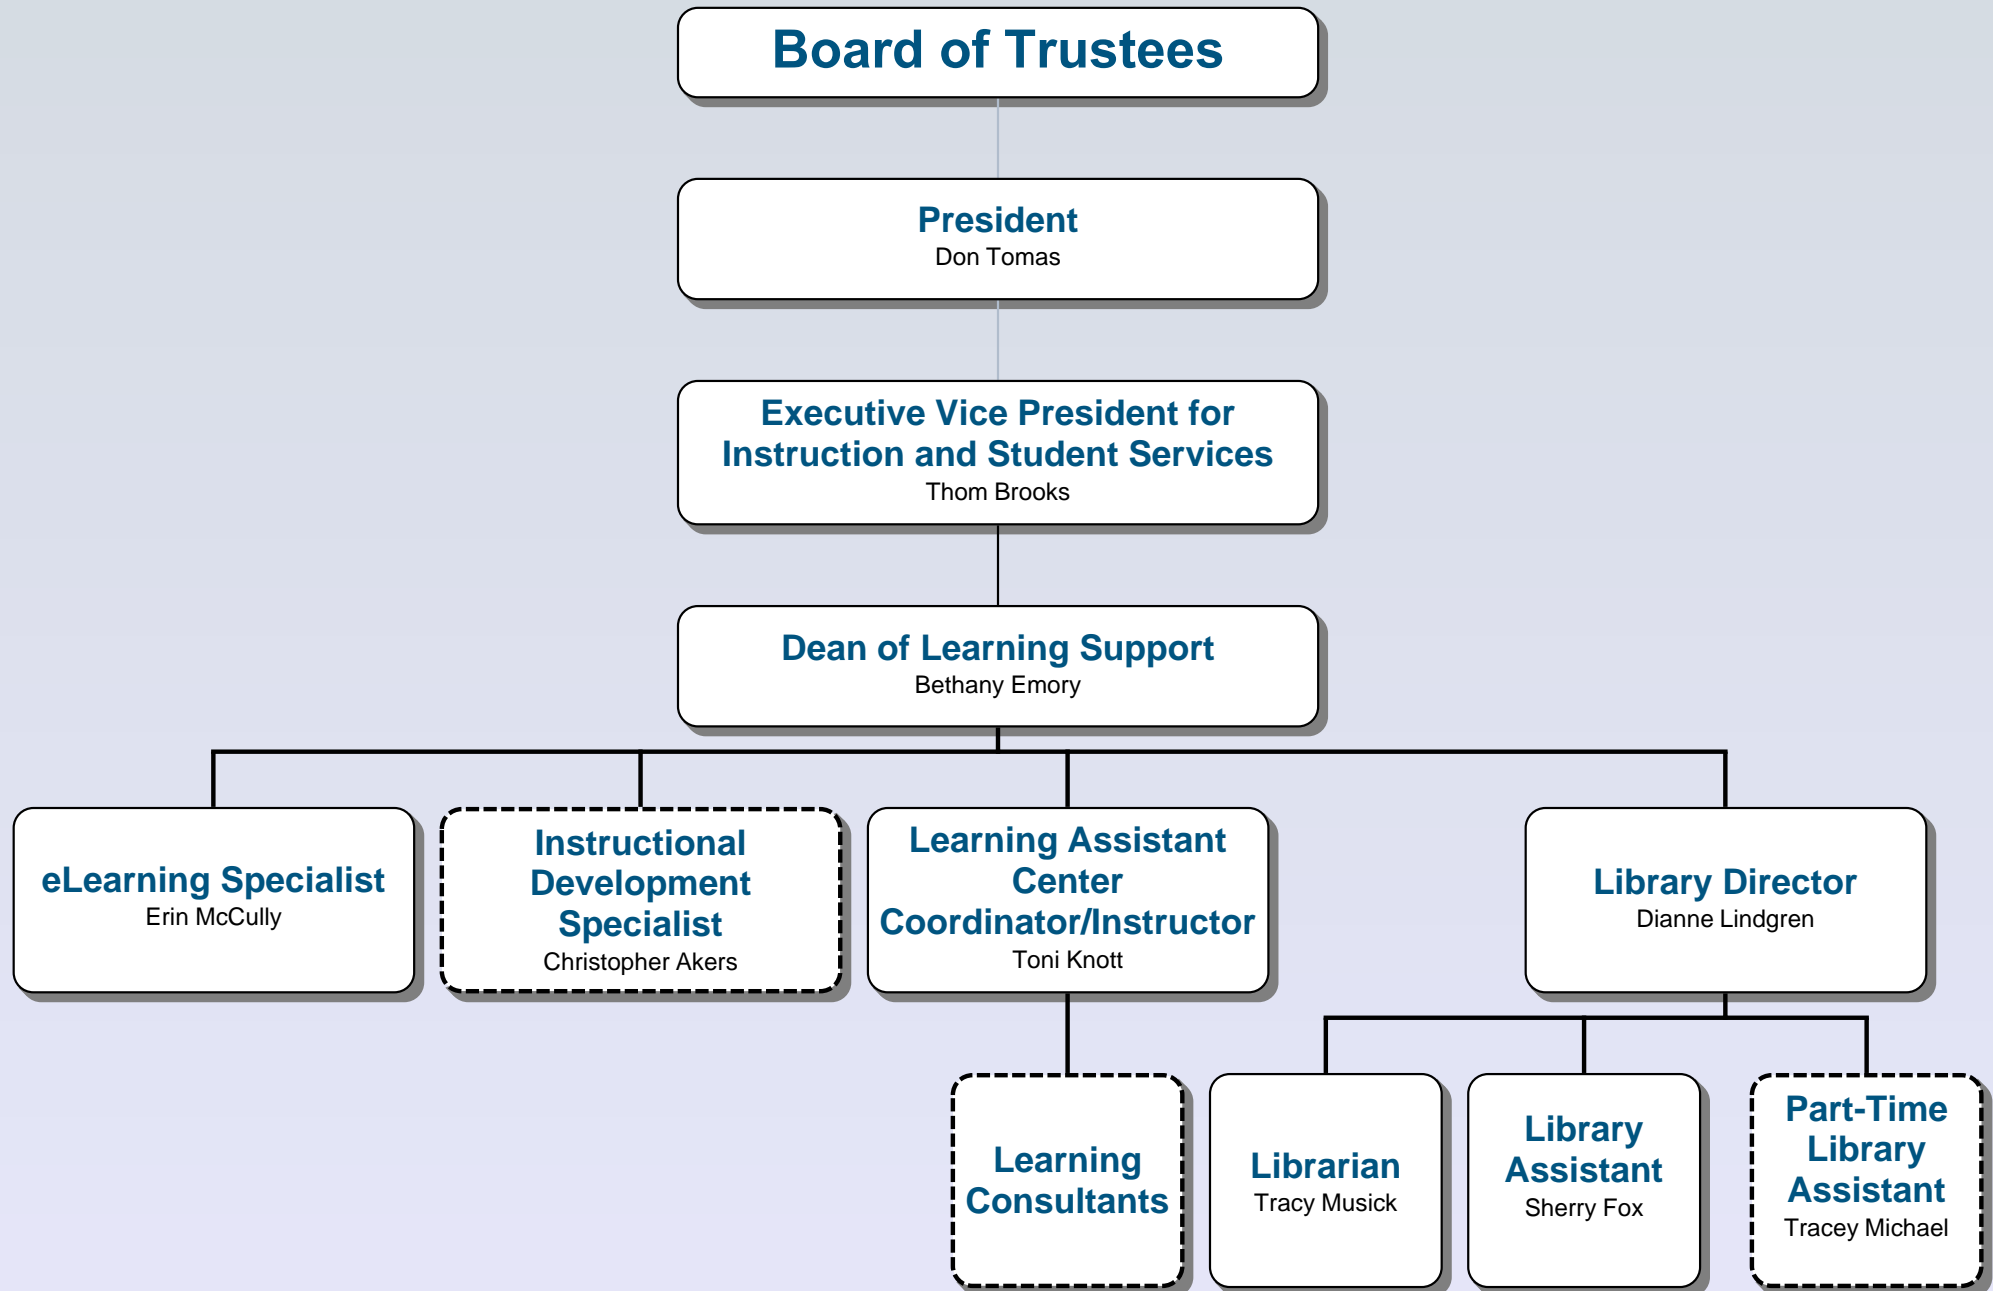 Board of Trustees
President
Don Tomas
Executive Vice President for
Instruction and Student Services
Thom Brooks
Dean of Learning Support
Bethany Emory
eLearning Specialist
Erin McCully
Instructional
Development
Specialist
Christopher Akers
Learning Assistant
Center
Coordinator/Instructor
Toni Knott
Library Director
Dianne Lindgren
Learning
Consultants
Librarian
Tracy Musick
Library
Assistant
Sherry Fox
Part-Time
Library
Assistant
Tracey Michael